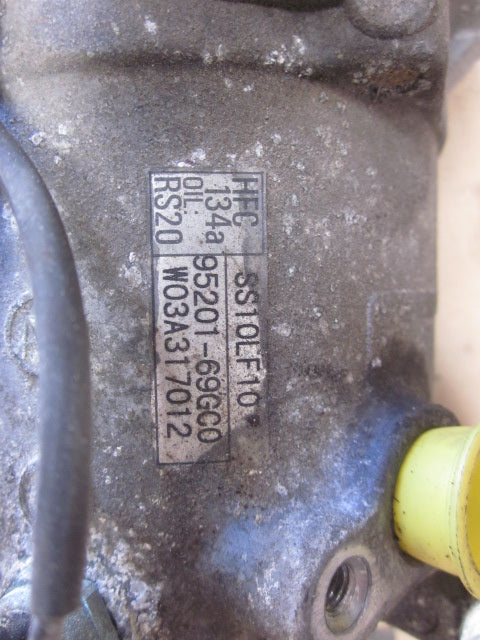 HFC
134a
OIL:
RS20
SS10LF10
95201-69GC0
W03A317012